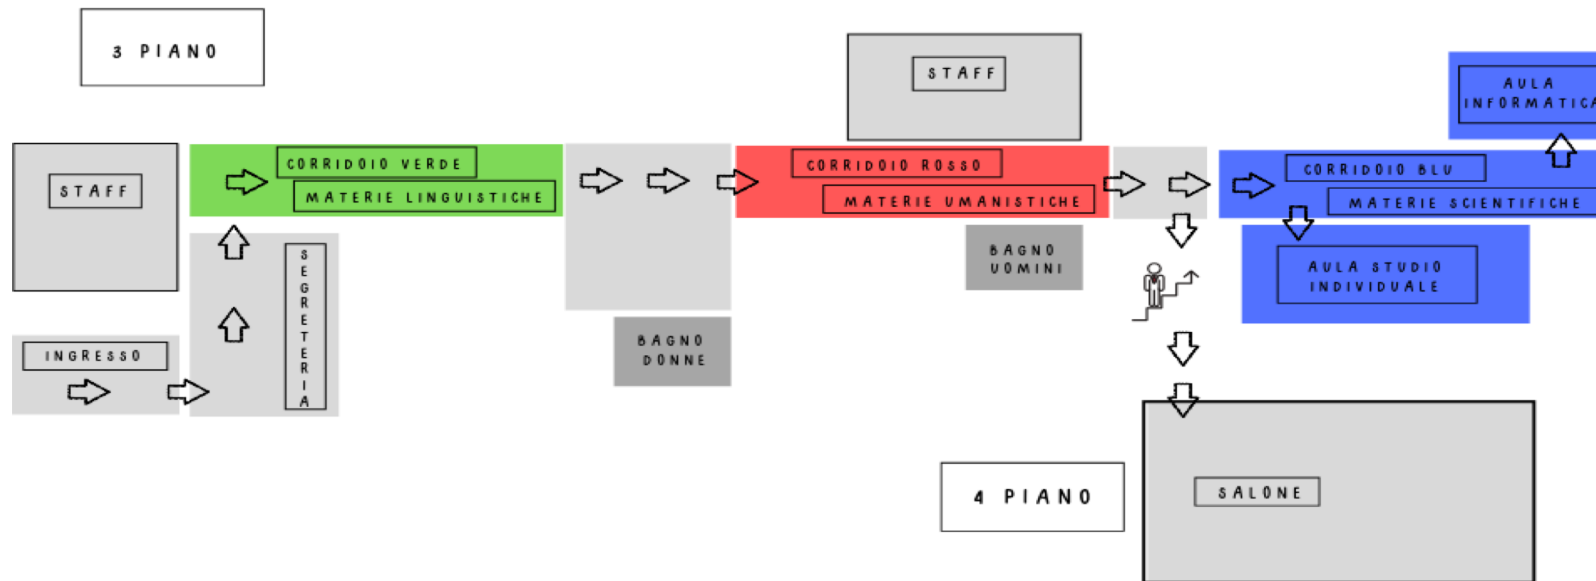 3 PIANO
STAFF
AULA
INFORMATICA
CORRIDOIO VERDE
MATERIE LINGUISTICHE
CORRIDOIO ROSSO
MATERIE UMANISTICHE
CORRIDOIO BLU
MATERIE SCIENTIFICHE
STAFF
SEGRETERIA
BAGNO
UOMINI
AULA STUDIO
INDIVIDUALE
INGRESSO
BAGNO
DONNE
4 PIANO
SALONE